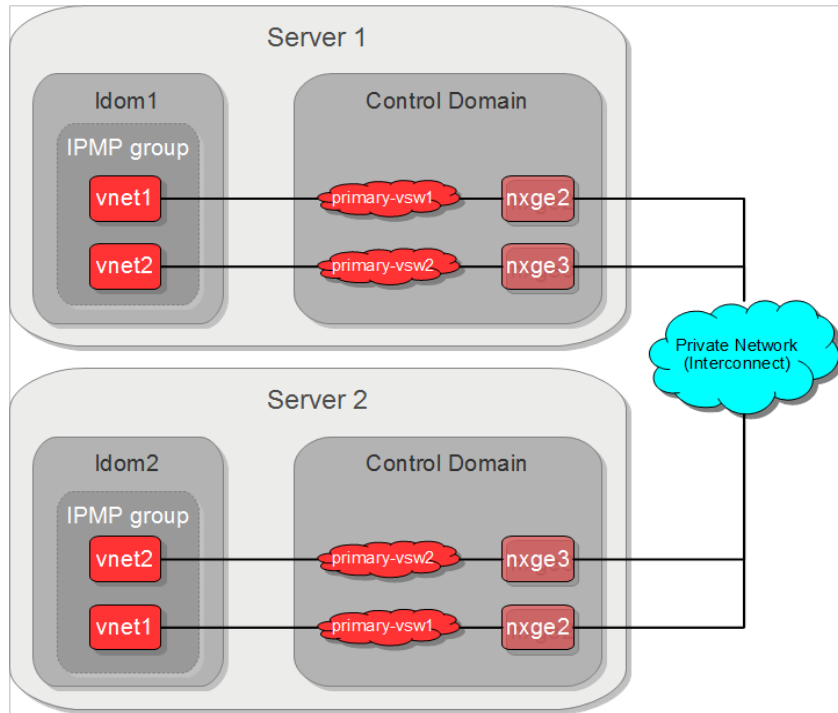 Server 1
ldom1
Control Domain
IPMP group
vnet1
primary-vsw1
nxge2
vnet2
primary-vsw2
nxge3
Private Network
(Interconnect)
Server 2
ldom2
Control Domain
IPMP group
vnet2
primary-vsw2
nxge3
vnet1
primary-vsw1
nxge2